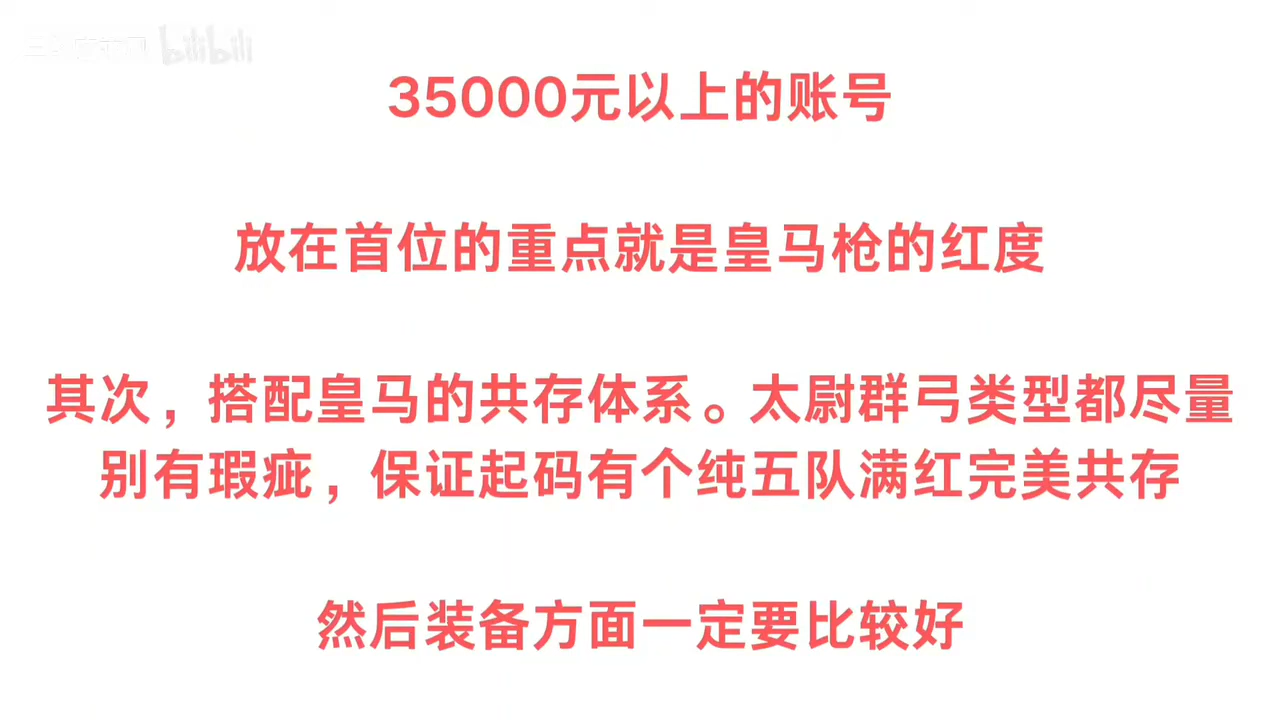 bilibili
35000元以上的账号
放在首位的重点就是皇马枪的红度
其次，搭配皇马的共存体系。太尉群弓类型都尽量
别有瑕疵，保证起码有个纯五队满红完美共存
然后装备方面一定要比较好